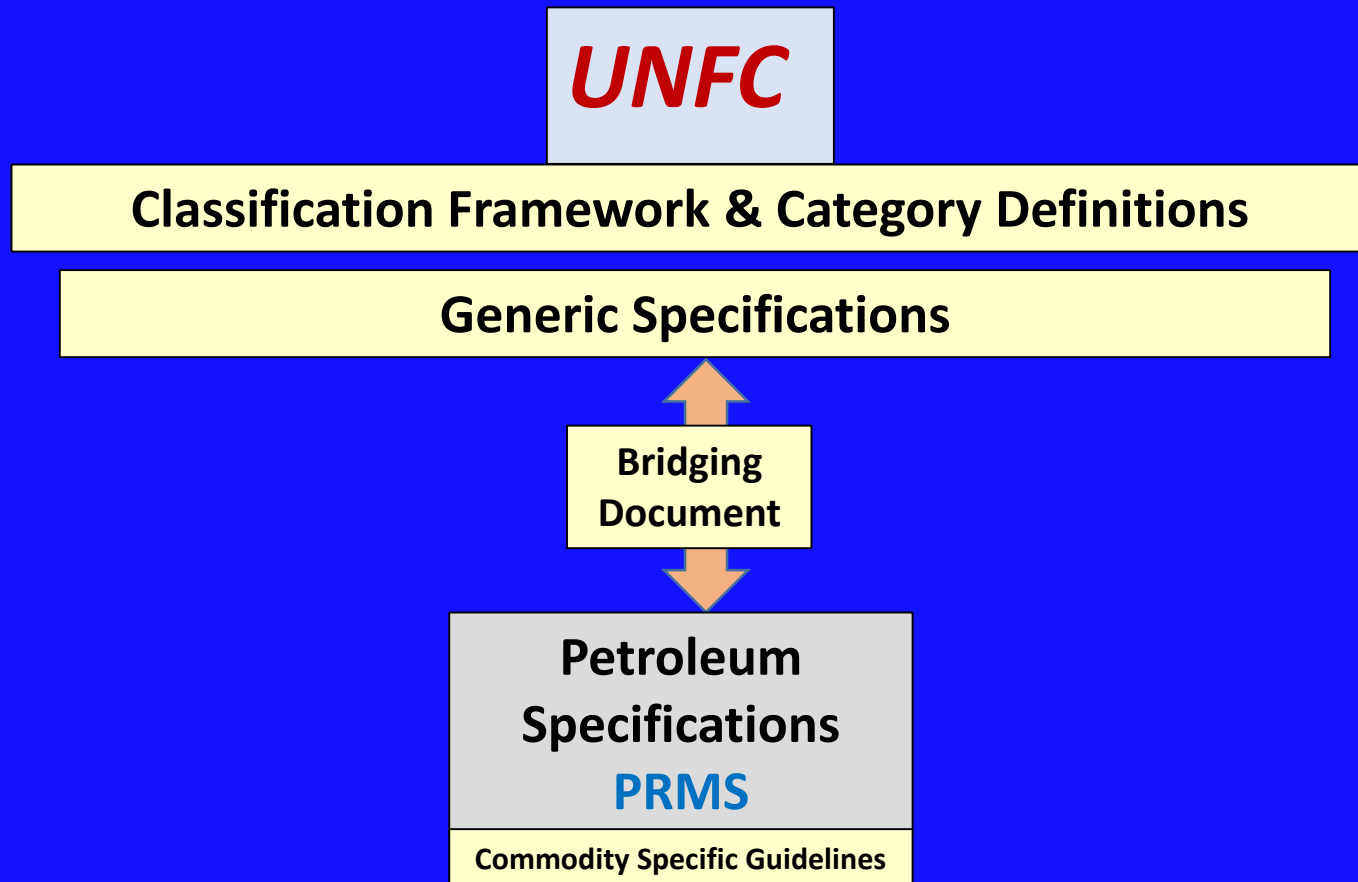 UNFC
Classification Framework & Category Definitions
Generic Specifications
Bridging
Document
Petroleum
Specifications
PRMS
Commodity Specific Guidelines